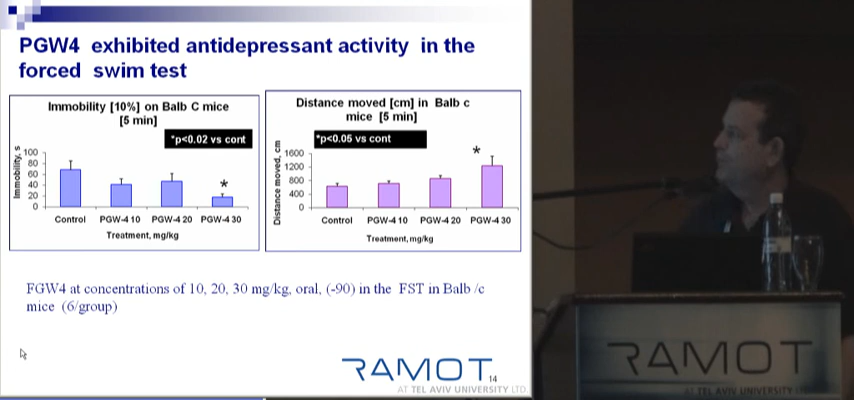 PGW4 exhibited antidepressant activity in the
forced swim test
Immobility [10%] on Balb C mice
[5 min]
*p<0.02 vs cont
Immobility, s
100
80
60
40
20
0
*
Control PGW-4 10 PGW-4 20 PGW-4 30
Treatment, mg/kg
Distance moved [cm] in Balb c
mice [5 min]
*p<0.05 vs cont
Distance moved, cm
1600
1200
800
400
0
*
Control PGW-4 10 PGW-4 20 PGW-4 30
Treatment, mg/kg
FGW4 at concentrations of 10, 20, 30 mg/kg, oral, (-90) in the FST in Balb /c
mice (6/group)
RAMOT
14
AT TEL AVIV UNIVERSITY LTD.
RAMOT
AT TEL AVIV UNIVERSITY LTD.